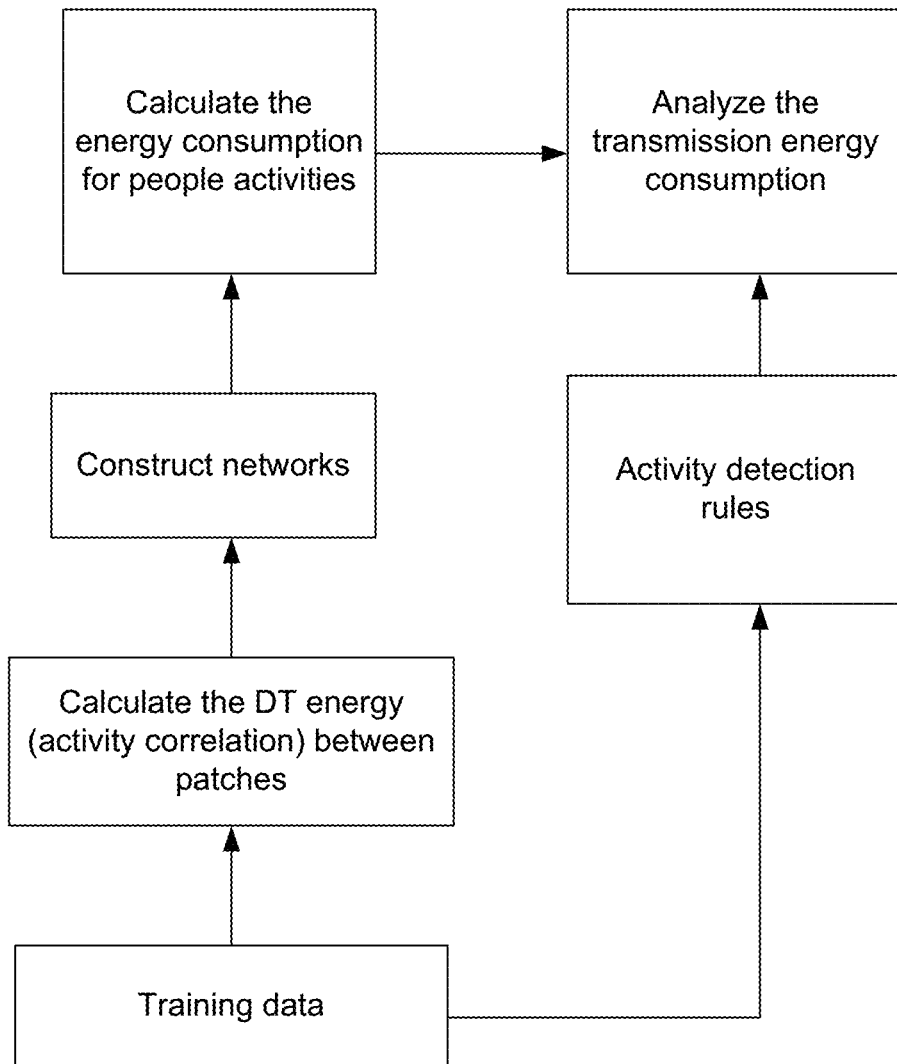 Calculate the
energy consumption
for people activities
Analyze the
transmission energy
consumption
Construct networks
Activity detection
rules
Calculate the DT energy
(activity correlation) between
patches
Training data